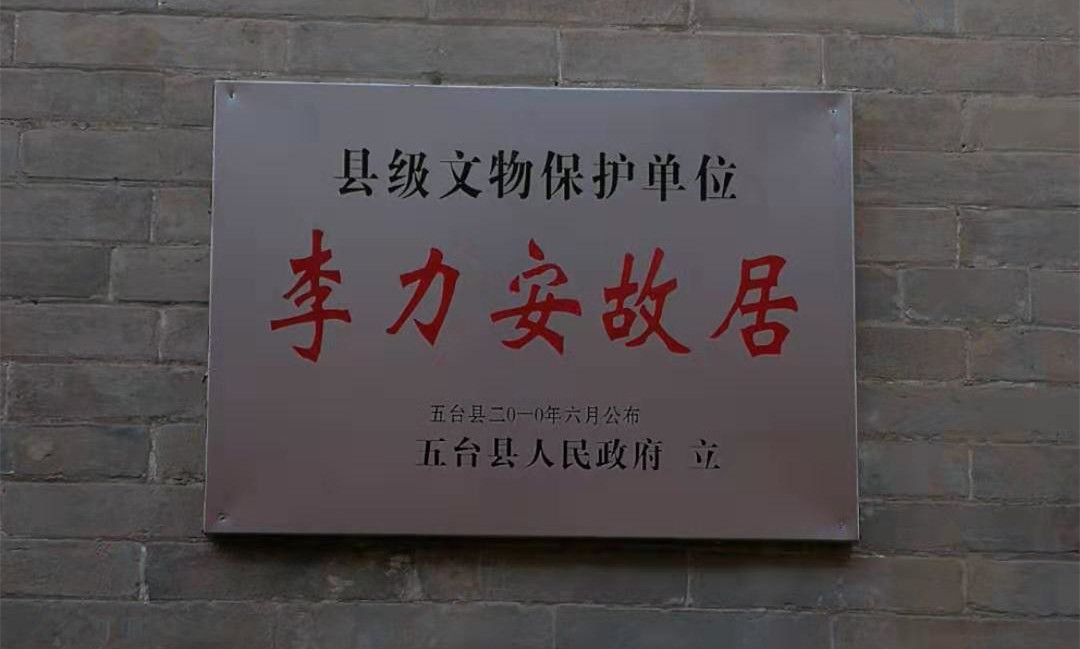 县级文物保护单位
李力安故居
五台县二0一0年六月公布
五台县人民政府 立